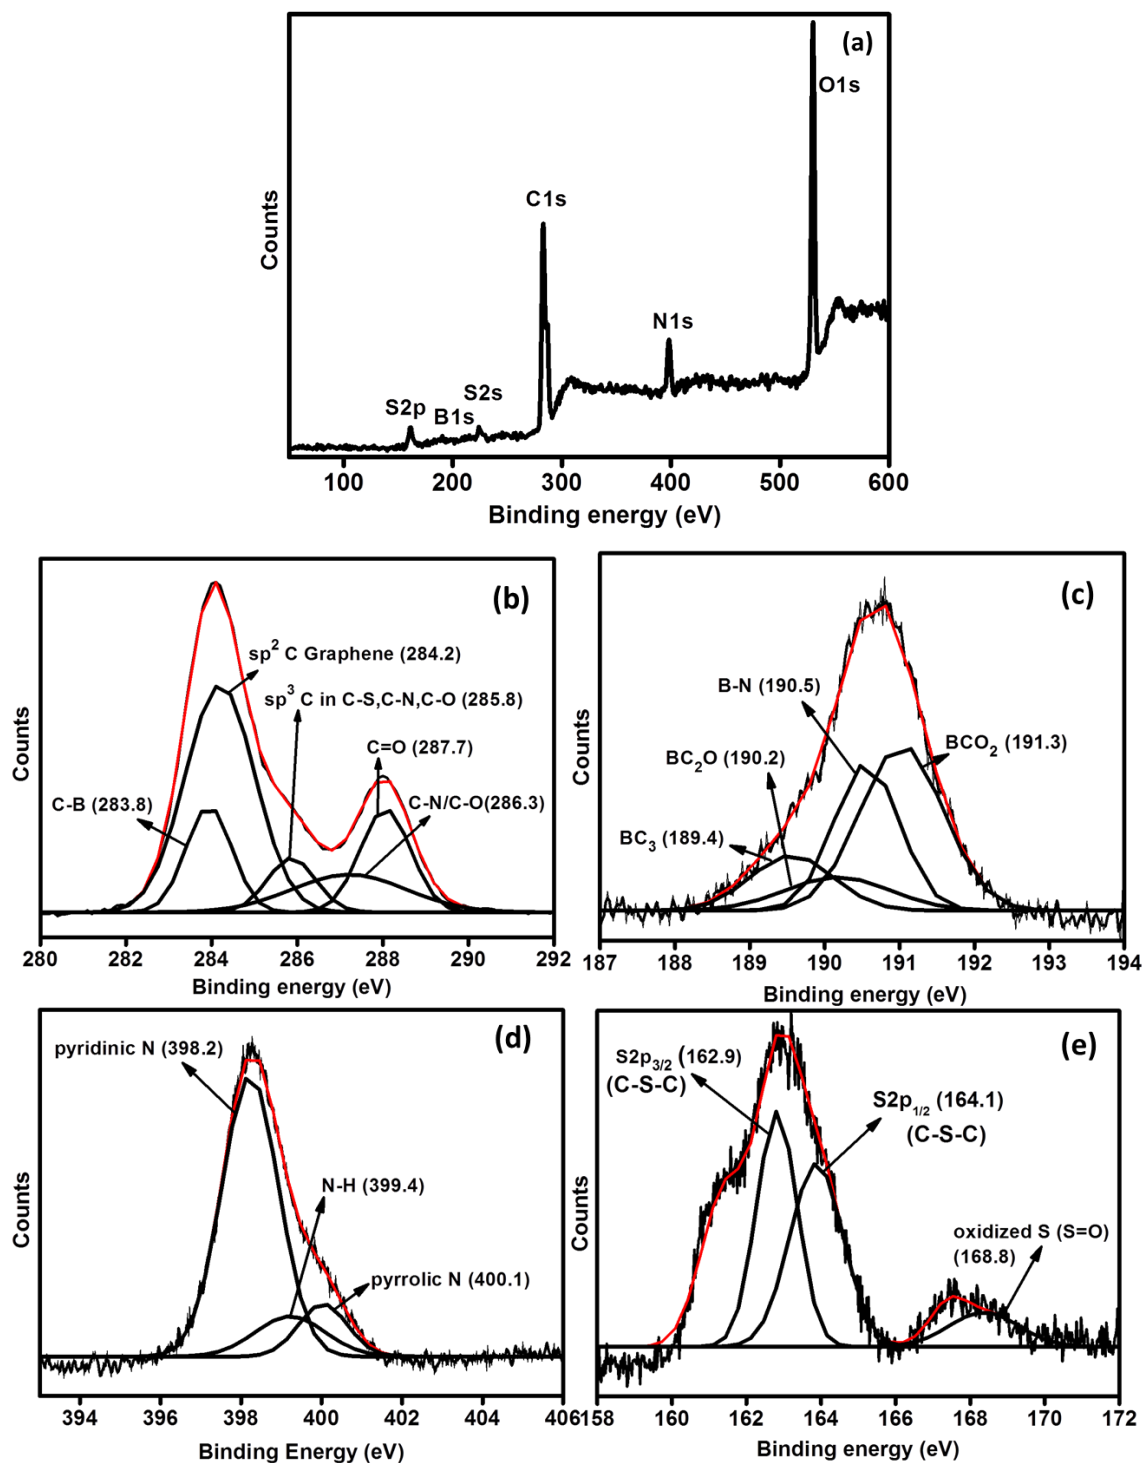 (a)
O1s
C1s
N1s
S2s
S2p
B1s
Counts
100 200 300 400 500 600
Binding energy (eV)
(b)
sp² C Graphene (284.2)
sp³ C in C-S,C-N,C-O (285.8)
C=O (287.7)
C-B (283.8)
C-N/C-O(286.3)
Counts
280 282 284 286 288 290 292
Binding energy (eV)
(c)
B-N (190.5)
BCO₂ (191.3)
BC₂O (190.2)
BC₃ (189.4)
Counts
187 188 189 190 191 192 193 194
Binding energy (eV)
(d)
pyridinic N (398.2)
N-H (399.4)
pyrrolic N (400.1)
Counts
394 396 398 400 402 404 406
Binding Energy (eV)
(e)
S2p₃/₂ (162.9)
(C-S-C)
S2p₁/₂ (164.1)
(C-S-C)
oxidized S (S=O)
(168.8)
Counts
158 160 162 164 166 168 170 172
Binding energy (eV)